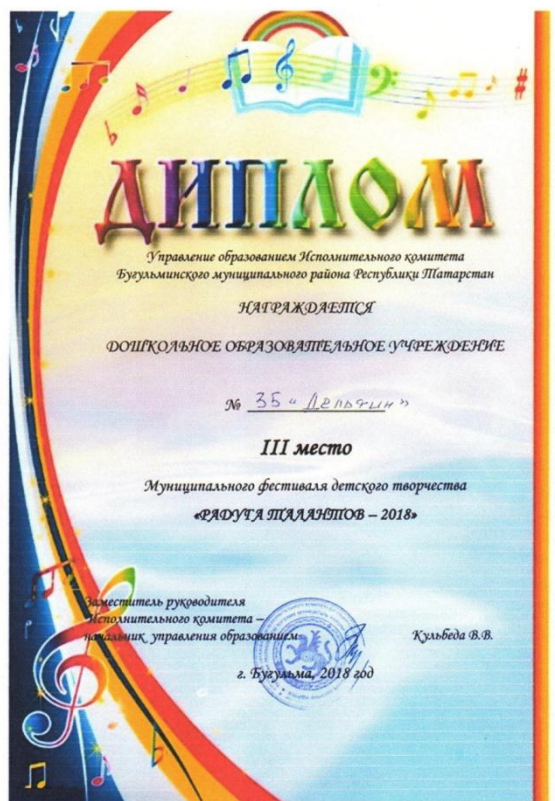 ДИПЛОМ
Управление образованием Исполнительного комитета
Бугульминского муниципального района Республики Татарстан
НАГРАЖДАЕТСЯ
ДОШКОЛЬНОЕ ОБРАЗОВАТЕЛЬНОЕ УЧРЕЖДЕНИЕ
№ 35 «Дельфин»
III место
Муниципального фестиваля детского творчества
«РАДУГА ТАЛАНТОВ – 2018»
Заместитель руководителя
Исполнительного комитета –
начальник управления образованием
Кульбеда В.В.
г. Бугульма, 2018 год